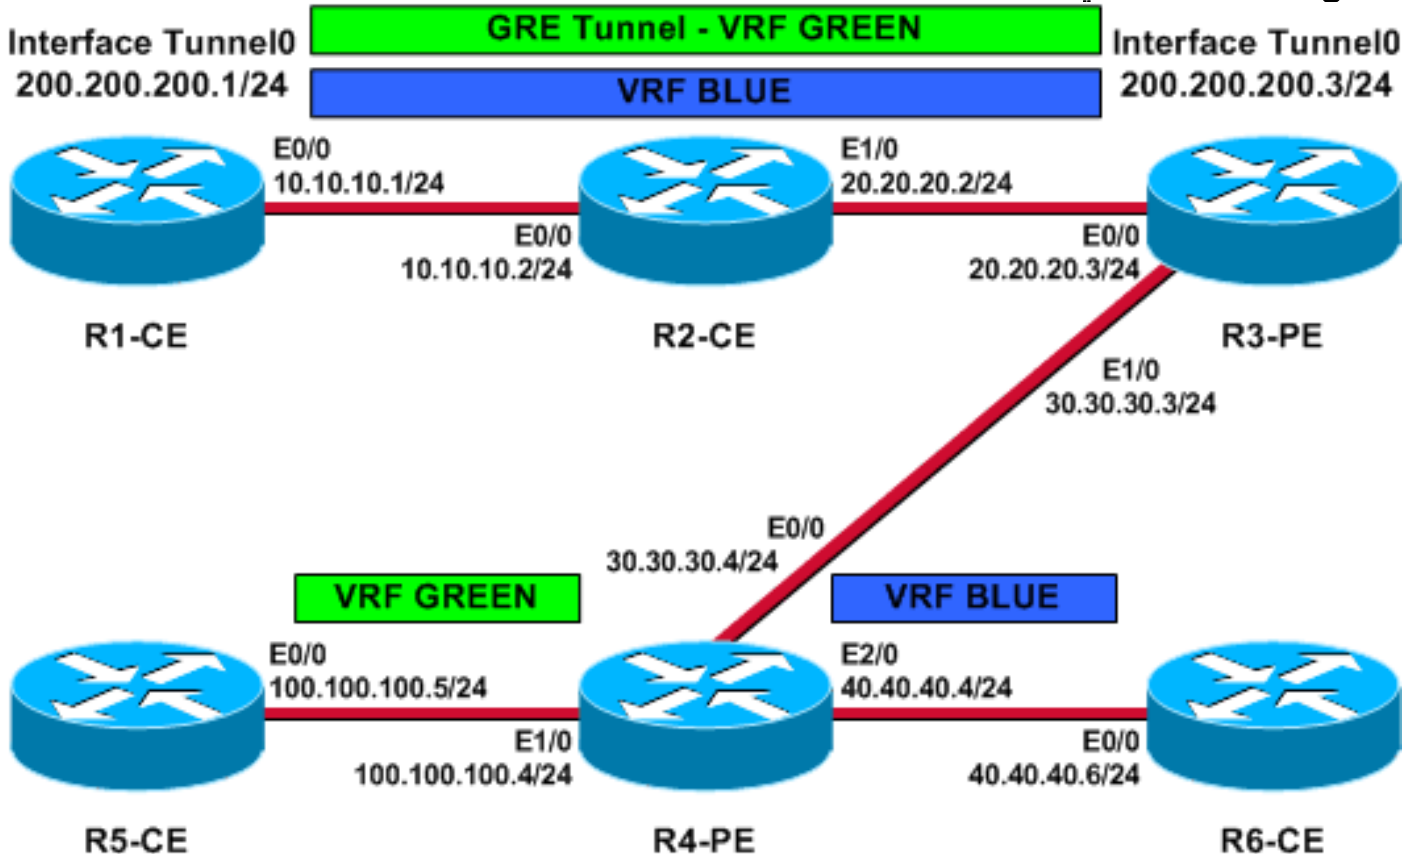 GRE Tunnel - VRF GREEN
Interface Tunnel0
200.200.200.1/24
Interface Tunnel0
200.200.200.3/24
VRF BLUE
E0/0
10.10.10.1/24
E1/0
20.20.20.2/24
E0/0
10.10.10.2/24
E0/0
20.20.20.3/24
R1-CE
R2-CE
R3-PE
E1/0
30.30.30.3/24
E0/0
30.30.30.4/24
VRF GREEN
VRF BLUE
E0/0
100.100.100.5/24
E2/0
40.40.40.4/24
E1/0
100.100.100.4/24
E0/0
40.40.40.6/24
R5-CE
R4-PE
R6-CE